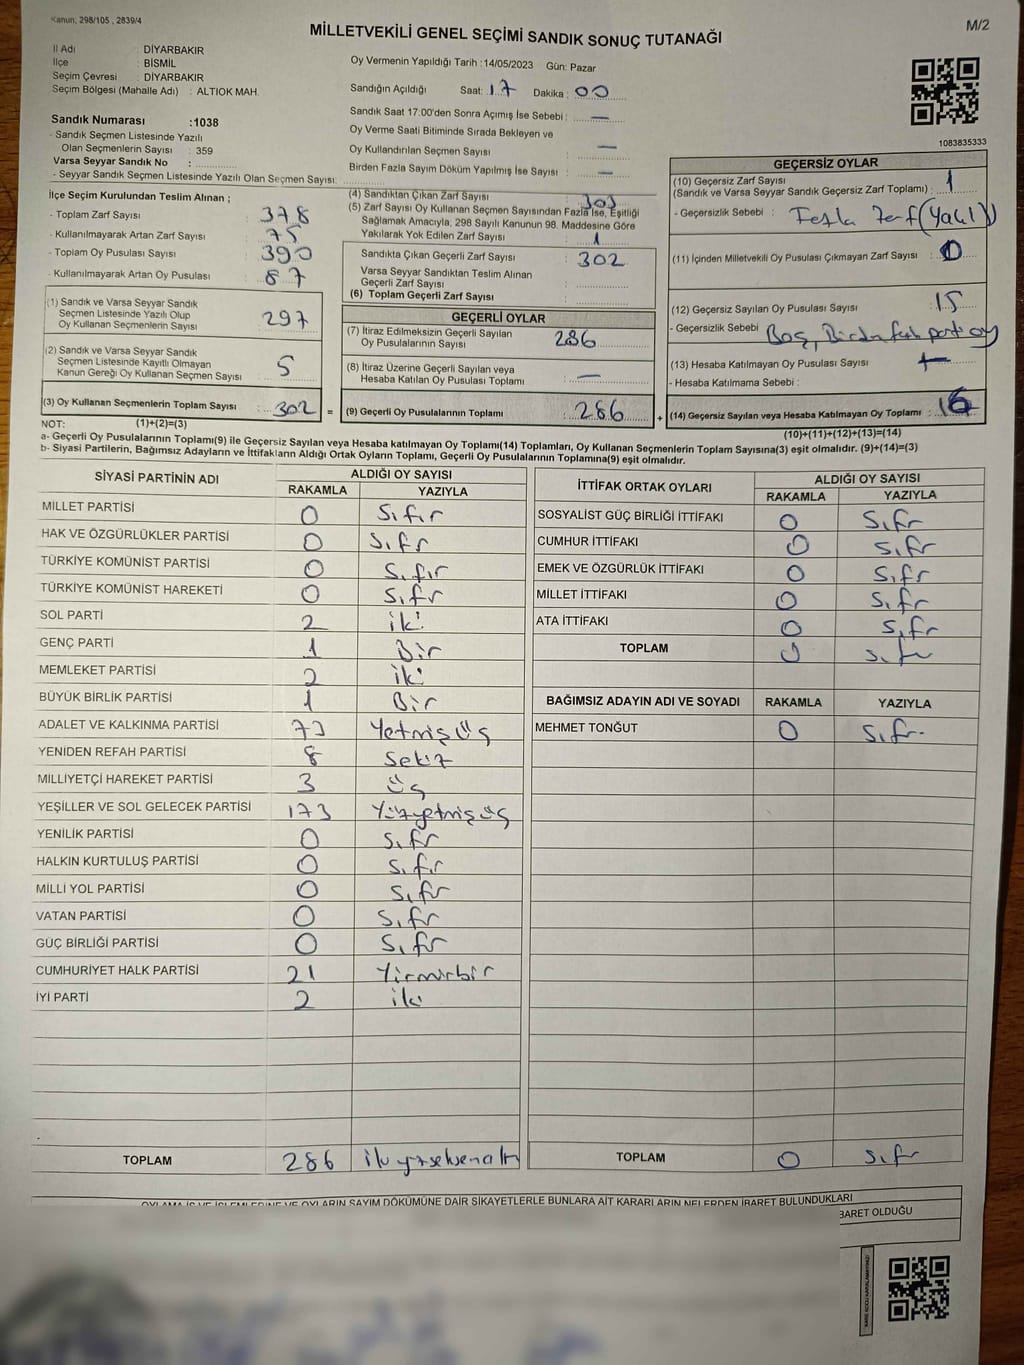 Kanun; 298/105 , 2839/4
MİLLETVEKİLİ GENEL SEÇİMİ SANDIK SONUÇ TUTANAĞI
M/2
İl Adı : DİYARBAKIR
İlçe : BİSMİL
Seçim Çevresi : DİYARBAKIR
Seçim Bölgesi (Mahalle Adı) : ALTIOK MAH.
Sandık Numarası :1038
- Sandık Seçmen Listesinde Yazılı
Olan Seçmenlerin Sayısı : 359
Varsa Seyyar Sandık No :
- Seyyar Sandık Seçmen Listesinde Yazılı Olan Seçmen Sayısı:
Oy Vermenin Yapıldığı Tarih :14/05/2023 Gün: Pazar
Sandığın Açıldığı Saat: 17 Dakika : 00
Sandık Saat 17:00'den Sonra Açımış İse Sebebi : —
Oy Verme Saati Bitiminde Sırada Bekleyen ve
Oy Kullandırılan Seçmen Sayısı : —
Birden Fazla Sayım Döküm Yapılmış İse Sayısı : —
1083835333
İlçe Seçim Kurulundan Teslim Alınan ;
- Toplam Zarf Sayısı : 378
- Kullanılmayarak Artan Zarf Sayısı : 75
- Toplam Oy Pusulası Sayısı : 390
- Kullanılmayarak Artan Oy Pusulası : 87
(1) Sandık ve Varsa Seyyar Sandık
Seçmen Listesinde Yazılı Olup
Oy Kullanan Seçmenlerin Sayısı : 297
(2) Sandık ve Varsa Seyyar Sandık
Seçmen Listesinde Kayıtlı Olmayan
Kanun Gereği Oy Kullanan Seçmen Sayısı : 5
(3) Oy Kullanan Seçmenlerin Toplam Sayısı : 302 =
(4) Sandıktan Çıkan Zarf Sayısı : 303
(5) Zarf Sayısı Oy Kullanan Seçmen Sayısından Fazla İse, Eşitliği
Sağlamak Amacıyla, 298 Sayılı Kanunun 98. Maddesine Göre
Yakılarak Yok Edilen Zarf Sayısı : 1
Sandıkta Çıkan Geçerli Zarf Sayısı : 302
Varsa Seyyar Sandıktan Teslim Alınan
Geçerli Zarf Sayısı :
(6) Toplam Geçerli Zarf Sayısı :
GEÇERLİ OYLAR
(7) İtiraz Edilmeksizin Geçerli Sayılan
Oy Pusulalarının Sayısı : 286
(8) İtiraz Üzerine Geçerli Sayılan veya
Hesaba Katılan Oy Pusulası Toplamı : —
(9) Geçerli Oy Pusulalarının Toplamı : 286 +
GEÇERSİZ OYLAR
(10) Geçersiz Zarf Sayısı
(Sandık ve Varsa Seyyar Sandık Geçersiz Zarf Toplamı) : 1
- Geçersizlik Sebebi :
(11) İçinden Milletvekili Oy Pusulası Çıkmayan Zarf Sayısı : 0
(12) Geçersiz Sayılan Oy Pusulası Sayısı : 15
- Geçersizlik Sebebi : Boş,
(13) Hesaba Katılmayan Oy Pusulası Sayısı :
- Hesaba Katılmama Sebebi :
(14) Geçersiz Sayılan veya Hesaba Katılmayan Oy Toplamı : 16
NOT: (1)+(2)=(3) (10)+(11)+(12)+(13)=(14)
a- Geçerli Oy Pusulalarının Toplamı(9) ile Geçersiz Sayılan veya Hesaba katılmayan Oy Toplamı(14) Toplamları, Oy Kullanan Seçmenlerin Toplam Sayısına(3) eşit olmalıdır. (9)+(14)=(3)
b- Siyasi Partilerin, Bağımsız Adayların ve İttifakların Aldığı Ortak Oyların Toplamı, Geçerli Oy Pusulalarının Toplamına(9) eşit olmalıdır.
SİYASİ PARTİNİN ADI ALDIĞI OY SAYISI
RAKAMLA YAZIYLA
MİLLET PARTİSİ 0 Sıfır
HAK VE ÖZGÜRLÜKLER PARTİSİ 0 Sıfr
TÜRKİYE KOMÜNİST PARTİSİ 0 Sıfır
TÜRKİYE KOMÜNİST HAREKETİ 0 Sıfr
SOL PARTİ 2 iki
GENÇ PARTİ 1 Bir
MEMLEKET PARTİSİ 2 iki
BÜYÜK BİRLİK PARTİSİ 1 Bir
ADALET VE KALKINMA PARTİSİ 73 Yetmişüç
YENİDEN REFAH PARTİSİ 8 Sekiz
MİLLİYETÇİ HAREKET PARTİSİ 3 üç
YEŞİLLER VE SOL GELECEK PARTİSİ 173 Yüzyetmişüç
YENİLİK PARTİSİ 0 Sıfr
HALKIN KURTULUŞ PARTİSİ 0 Sıfır
MİLLİ YOL PARTİSİ 0 Sıfr
VATAN PARTİSİ 0 Sıfr
GÜÇ BİRLİĞİ PARTİSİ 0 Sıfr
CUMHURİYET HALK PARTİSİ 21 Yirmirbir
İYİ PARTİ 2 iki
TOPLAM 286 ikiyüzseksenaltı
İTTİFAK ORTAK OYLARI ALDIĞI OY SAYISI
RAKAMLA YAZIYLA
SOSYALİST GÜÇ BİRLİĞİ İTTİFAKI 0 Sıfr
CUMHUR İTTİFAKI 0 Sıfr
EMEK VE ÖZGÜRLÜK İTTİFAKI 0 Sıfr
MİLLET İTTİFAKI 0 Sıfr
ATA İTTİFAKI 0 Sıfr
TOPLAM 0 Sıfr
BAĞIMSIZ ADAYIN ADI VE SOYADI RAKAMLA YAZIYLA
MEHMET TONĞUT 0 Sıfr
TOPLAM 0 Sıfr
OYLAMA İŞ VE İŞLEMLERİNE VE OYLARIN SAYIM DÖKÜMÜNE DAİR ŞİKAYETLERLE BUNLARA AİT KARARLARIN NELERDEN İBARET BULUNDUKLARI
BARET OLDUĞU